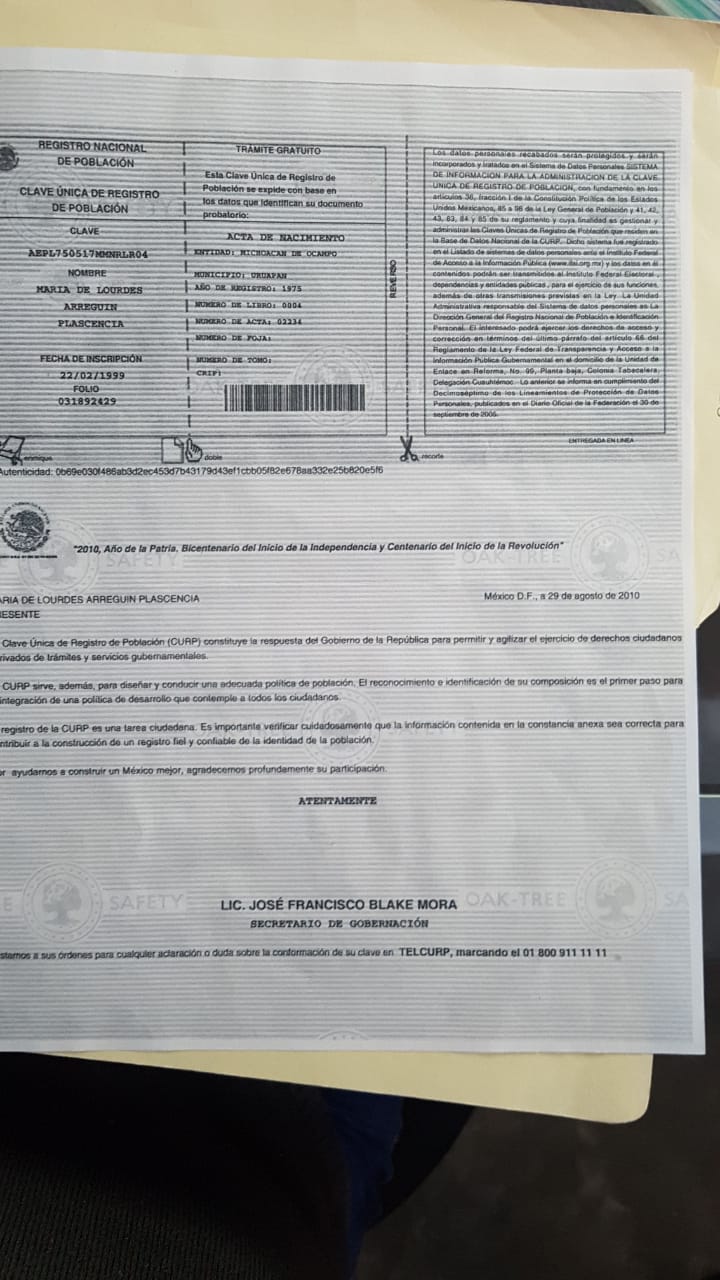 REGISTRO NACIONAL
DE POBLACIÓN
CLAVE ÚNICA DE REGISTRO
DE POBLACIÓN
CLAVE
AEPL750517MMNRLR04
NOMBRE
MARIA DE LOURDES
ARREGUIN
PLASCENCIA
FECHA DE INSCRIPCIÓN
22/02/1999
FOLIO
031892429
TRÁMITE GRATUITO
Esta Clave Única de Registro de
Población se expide con base en
los datos que identifican su documento
probatorio:
ACTA DE NACIMIENTO
ENTIDAD: MICHOACAN DE OCAMPO
MUNICIPIO: URUAPAN
AÑO DE REGISTRO: 1975
NUMERO DE LIBRO: 0004
NUMERO DE ACTA: 02234
NUMERO DE FOJA:
NUMERO DE TOMO:
CRIP:
REVERSO
Los datos personales recabados serán protegidos y serán
incorporados y tratados en el Sistema de Datos Personales SISTEMA
DE INFORMACIÓN PARA LA ADMINISTRACIÓN DE LA CLAVE
ÚNICA DE REGISTRO DE POBLACIÓN, con fundamento en los
artículos 36, fracción I de la Constitución Política de los Estados
Unidos Mexicanos, 85 a 96 de la Ley General de Población y 41, 42,
43, 83, 84 y 85 de su reglamento y cuya finalidad es gestionar y
administrar las Claves Únicas de Registro de Población que residen en
la Base de Datos Nacional de la CURP. Dicho sistema fue registrado
en el Listado de sistemas de datos personales ante el Instituto Federal
de Acceso a la Información Pública (www.ifai.org.mx) y los datos en él
contenidos podrán ser transmitidos al Instituto Federal Electoral,
dependencias y entidades públicas, para el ejercicio de sus funciones,
además de otras transmisiones previstas en la Ley. La Unidad
Administrativa responsable del Sistema de datos personales es La
Dirección General del Registro Nacional de Población e Identificación
Personal. El interesado podrá ejercer los derechos de acceso y
corrección en términos del último párrafo del artículo 66 del
Reglamento de la Ley Federal de Transparencia y Acceso a la
Información Pública Gubernamental en el domicilio de la Unidad de
Enlace en Reforma, No. 99, Planta baja, Colonia Tabacalera,
Delegación Cuauhtémoc. Lo anterior se informa en cumplimiento del
Decimoséptimo de los Lineamientos de Protección de Datos
Personales, publicados en el Diario Oficial de la Federación el 30 de
septiembre de 2005.
ENTREGADA EN LINEA
enmique
doble
recorte
Autenticidad: 0b69e030f486ab3d2ec453d7b43179d43ef1cbb05f82e678aa332e25b820e5f6
"2010, Año de la Patria. Bicentenario del Inicio de la Independencia y Centenario del Inicio de la Revolución"
SAFETY OAK-TREE SA
ARIA DE LOURDES ARREGUIN PLASCENCIA
México D.F., a 29 de agosto de 2010
RESENTE
Clave Única de Registro de Población (CURP) constituye la respuesta del Gobierno de la República para permitir y agilizar el ejercicio de derechos ciudadanos
rivados de trámites y servicios gubernamentales.
CURP sirve, además, para diseñar y conducir una adecuada política de población. El reconocimiento e identificación de su composición es el primer paso para
integración de una política de desarrollo que contemple a todos los ciudadanos.
registro de la CURP es una tarea ciudadana. Es importante verificar cuidadosamente que la información contenida en la constancia anexa sea correcta para
ntribuir a la construcción de un registro fiel y confiable de la identidad de la población.
or ayudarnos a construir un México mejor, agradecemos profundamente su participación.
ATENTAMENTE
E SAFETY OAK-TREE SA
LIC. JOSÉ FRANCISCO BLAKE MORA
SECRETARIO DE GOBERNACIÓN
stamos a sus órdenes para cualquier aclaración o duda sobre la conformación de su clave en TELCURP, marcando el 01 800 911 11 11